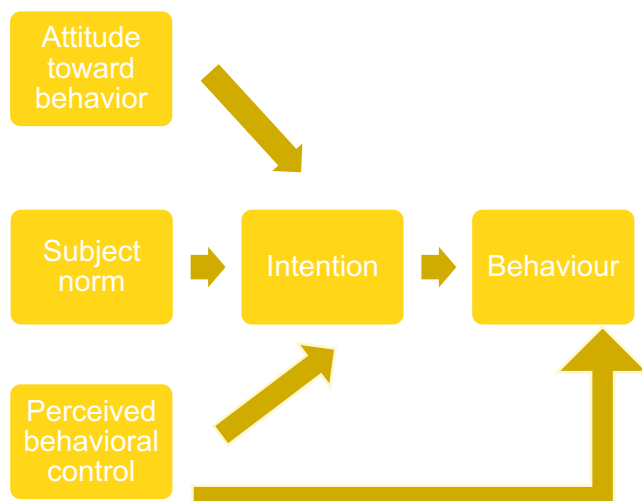 Attitude
toward
behavior
Subject
norm
Intention
Behaviour
Perceived
behavioral
control